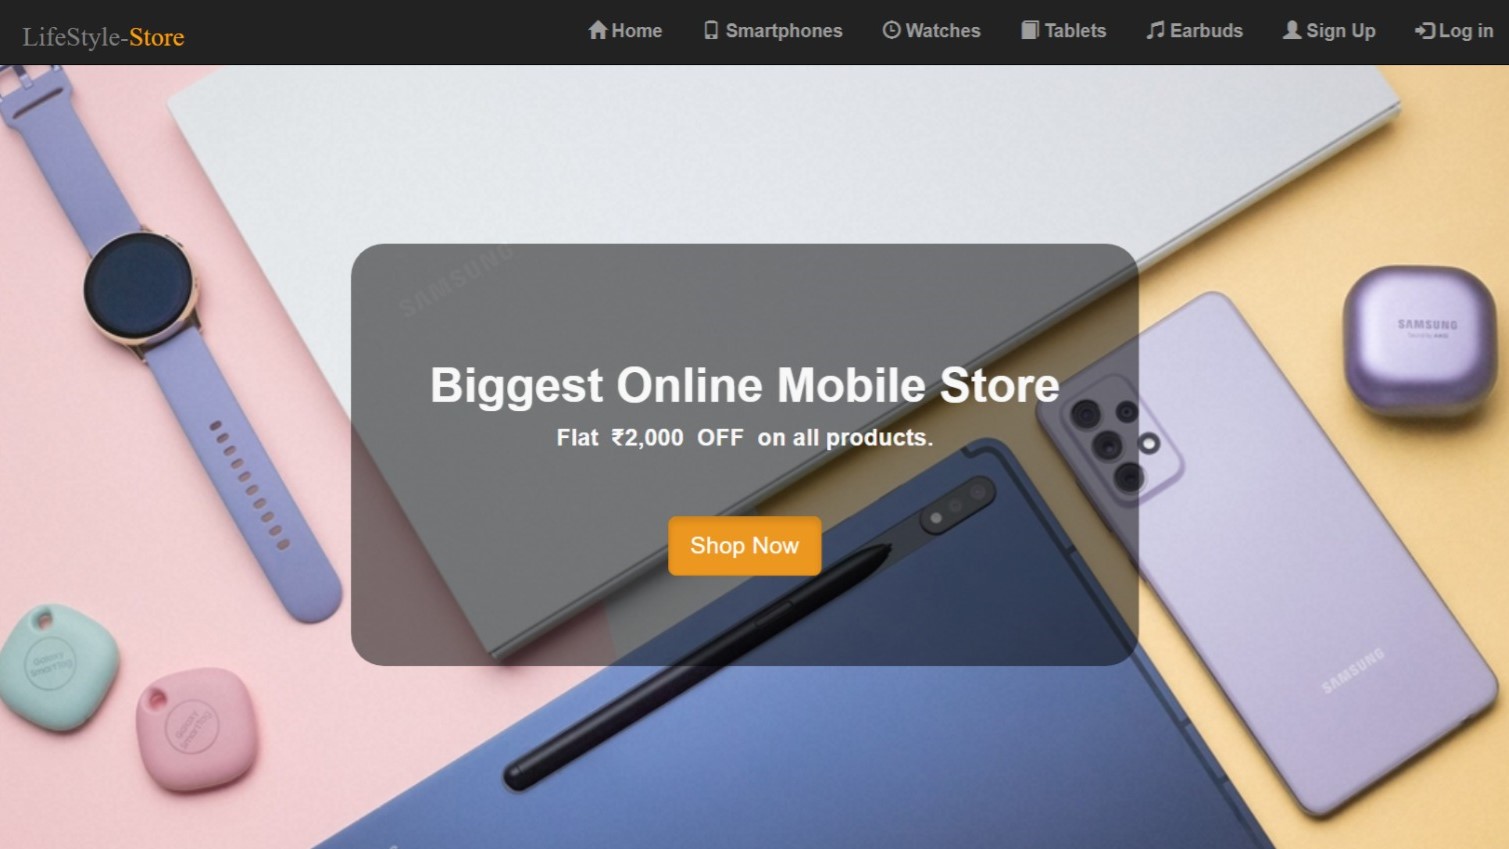 LifeStyle-Store
Home Smartphones Watches Tablets Earbuds Sign Up Log in
SAMSUNG
SAMSUNG
Biggest Online Mobile Store
Flat ₹2,000 OFF on all products.
Shop Now
Galaxy
SmartTag
SAMSUNG
Galaxy
SmartTag